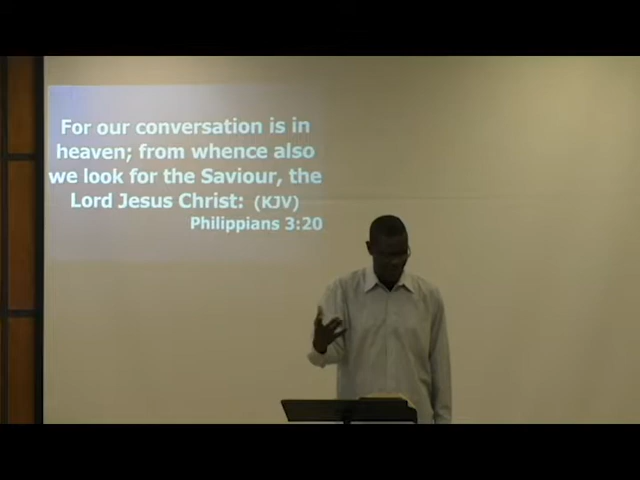 For our conversation is in
heaven; from whence also
we look for the Saviour, the
Lord Jesus Christ: (KJV)
Philippians 3:20